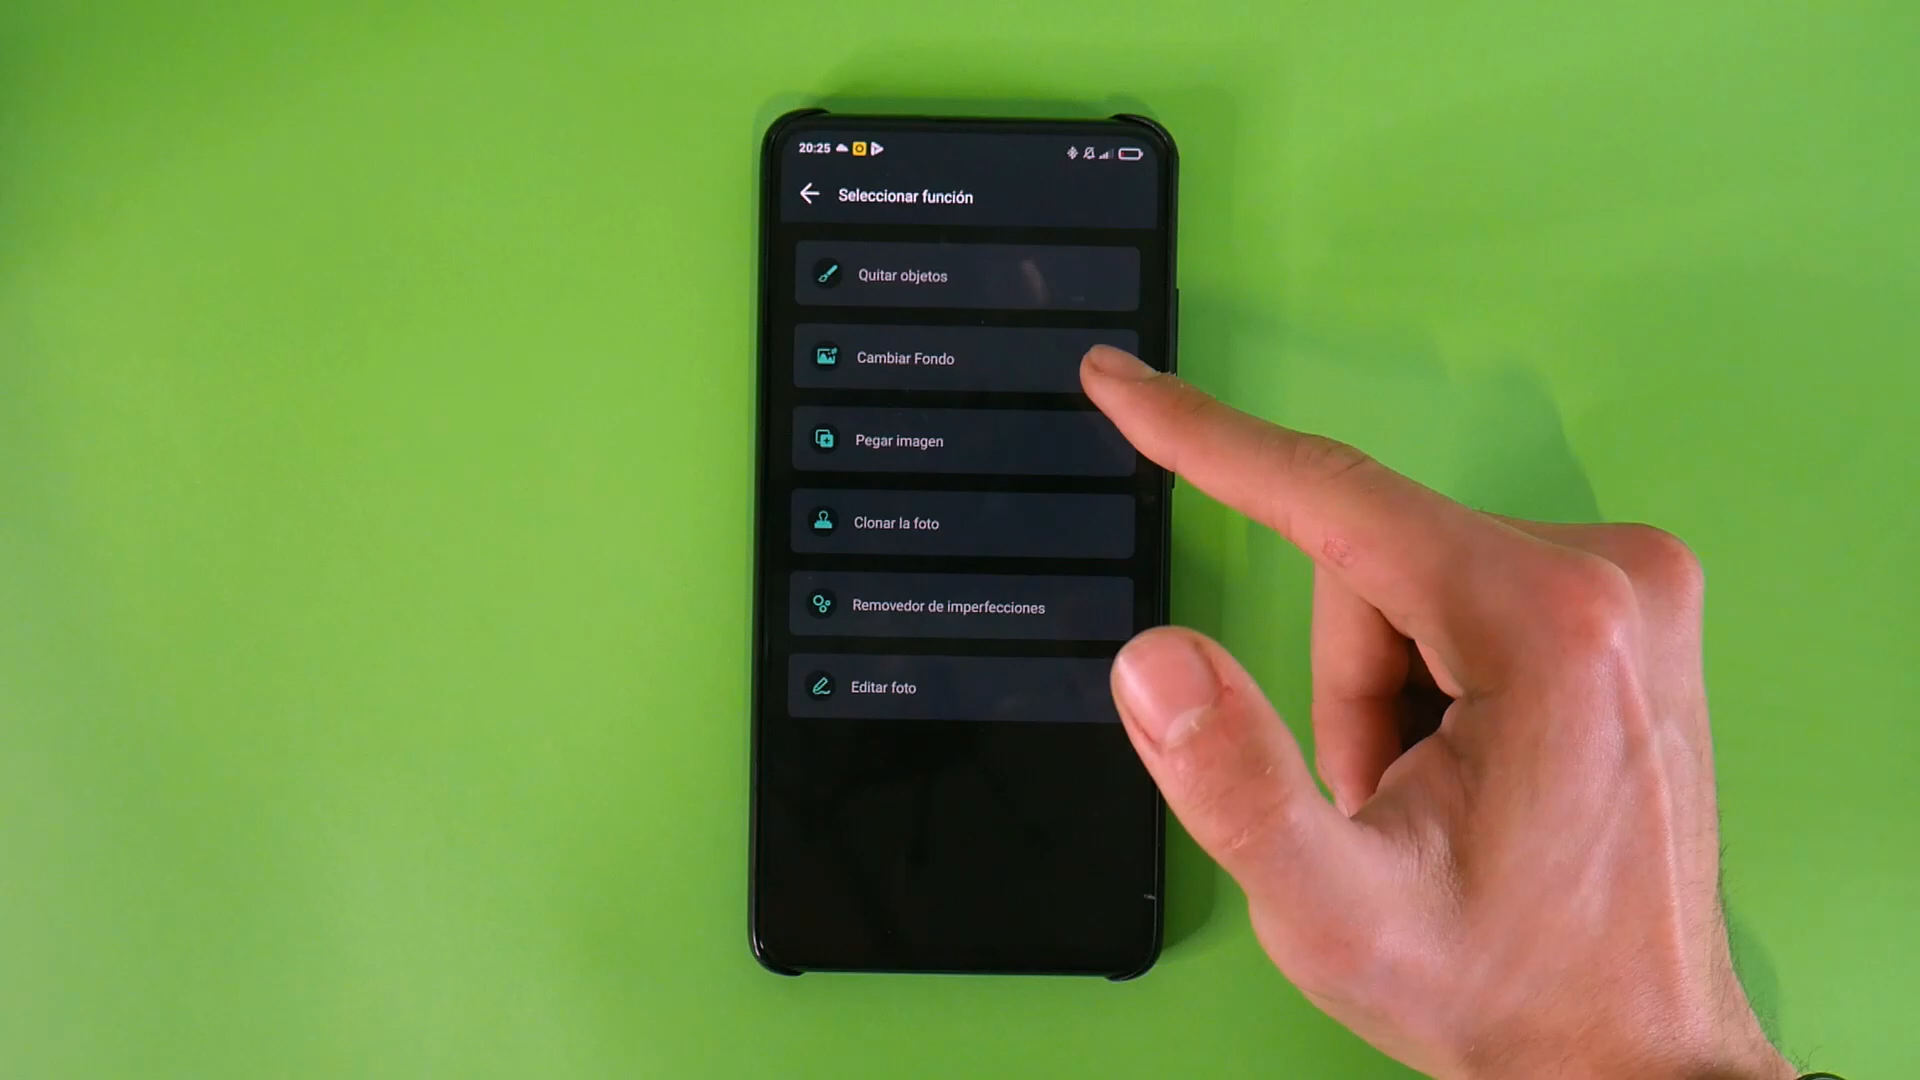 20:25
Seleccionar función
Quitar objetos
Cambiar Fondo
Pegar imagen
Clonar la foto
Removedor de imperfecciones
Editar foto